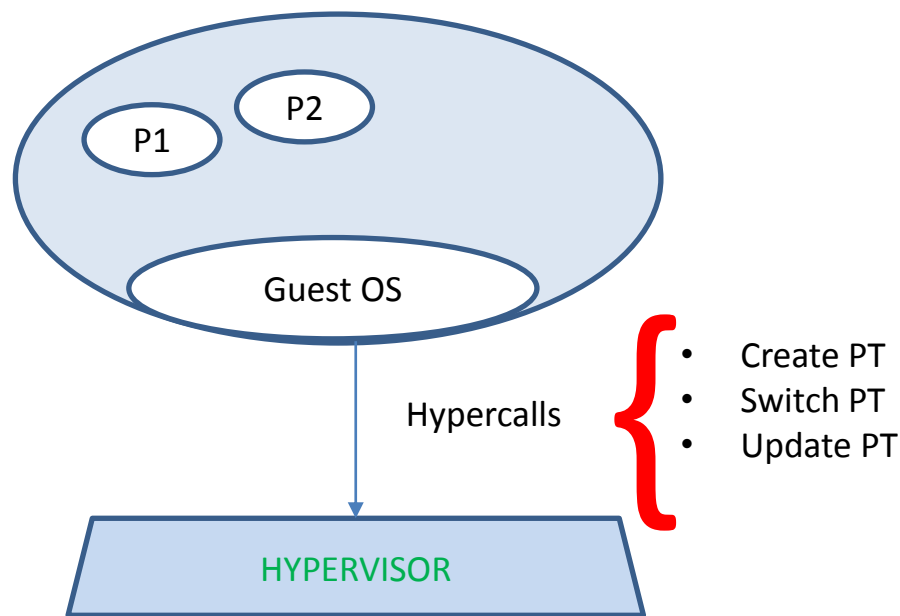 P1
P2
Guest OS
Hypercalls
• Create PT
• Switch PT
• Update PT
HYPERVISOR